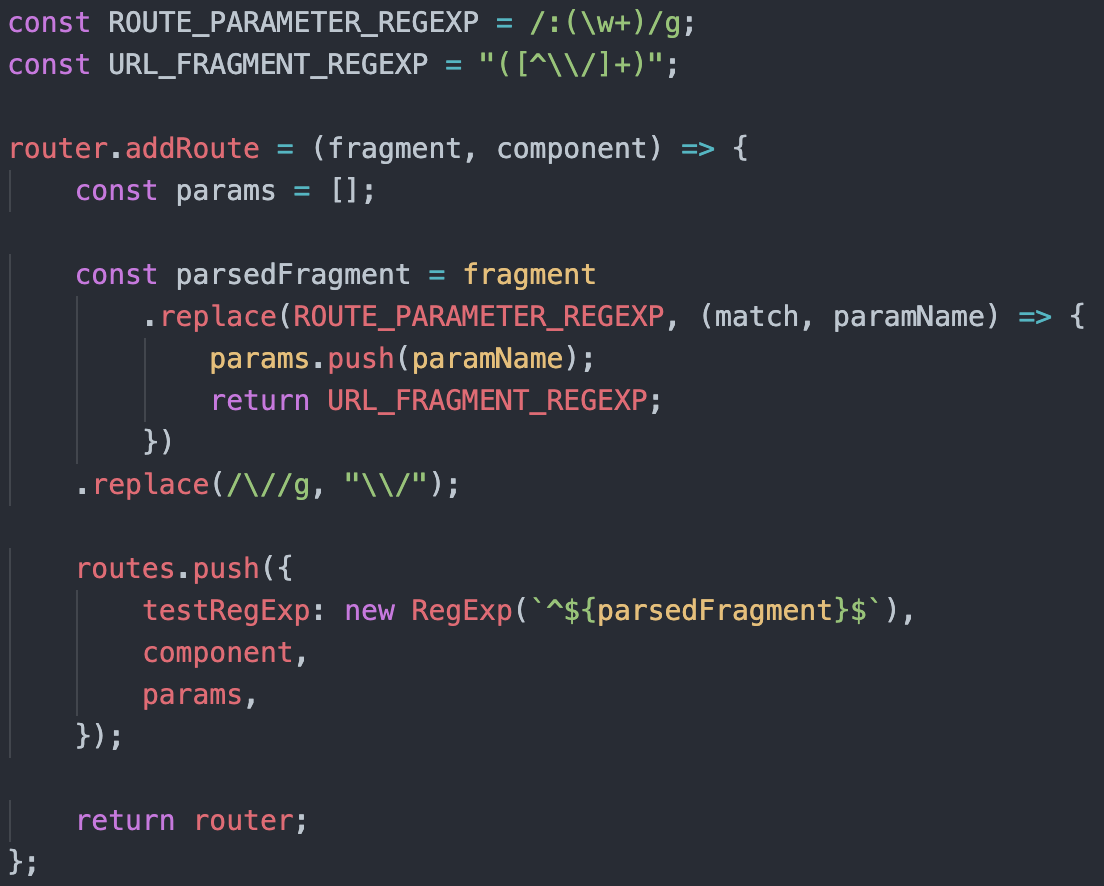 const ROUTE_PARAMETER_REGEXP = /:(\w+)/g;
const URL_FRAGMENT_REGEXP = "([^\\/]+)";
router.addRoute = (fragment, component) => {
const params = [];
const parsedFragment = fragment
.replace(ROUTE_PARAMETER_REGEXP, (match, paramName) => {
params.push(paramName);
return URL_FRAGMENT_REGEXP;
})
.replace(/\//g, "\\/");
routes.push({
testRegExp: new RegExp(`^${parsedFragment}$`),
component,
params,
});
return router;
};